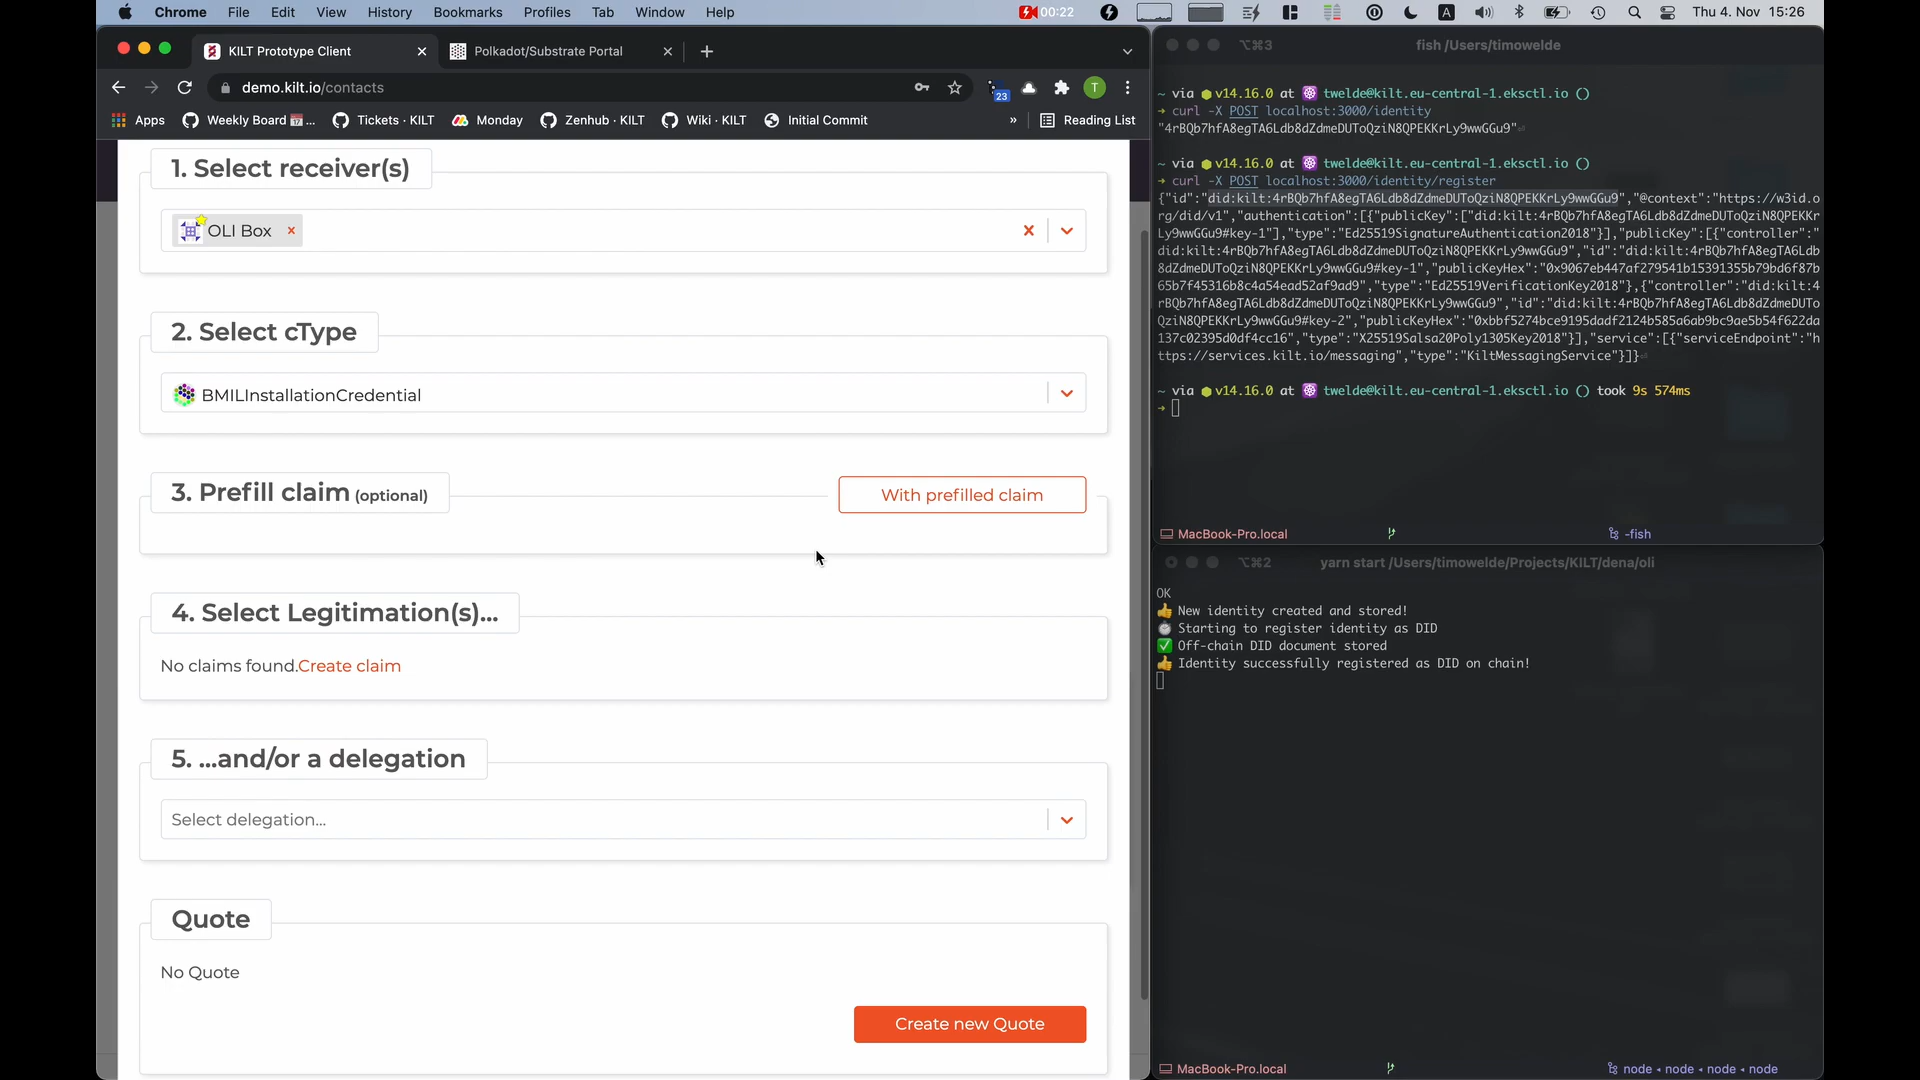 Chrome File Edit View History Bookmarks Profiles Tab Window Help 00:22 A Thu 4. Nov 15:26
KILT Prototype Client
Polkadot/Substrate Portal
demo.kilt.io/contacts
23
T
Apps Weekly Board ... Tickets · KILT Monday Zenhub · KILT Wiki · KILT Initial Commit » Reading List
1. Select receiver(s)
OLI Box
2. Select cType
BMILInstallationCredential
3. Prefill claim (optional)
With prefilled claim
4. Select Legitimation(s)...
No claims found.Create claim
5. ...and/or a delegation
Select delegation...
Quote
No Quote
Create new Quote
⌥⌘3 fish /Users/timowelde
~ via v14.16.0 at twelde@kilt.eu-central-1.eksctl.io ()
➜ curl -X POST localhost:3000/identity
"4rBQb7hfA8egTA6Ldb8dZdmeDUToQziN8QPEKKrLy9wwGGu9"
~ via v14.16.0 at twelde@kilt.eu-central-1.eksctl.io ()
➜ curl -X POST localhost:3000/identity/register
{"id":"did:kilt:4rBQb7hfA8egTA6Ldb8dZdmeDUToQziN8QPEKKrLy9wwGGu9","@context":"https://w3id.o
rg/did/v1","authentication":[{"publicKey":["did:kilt:4rBQb7hfA8egTA6Ldb8dZdmeDUToQziN8QPEKKr
Ly9wwGGu9#key-1"],"type":"Ed25519SignatureAuthentication2018"}],"publicKey":[{"controller":"
did:kilt:4rBQb7hfA8egTA6Ldb8dZdmeDUToQziN8QPEKKrLy9wwGGu9","id":"did:kilt:4rBQb7hfA8egTA6Ldb
8dZdmeDUToQziN8QPEKKrLy9wwGGu9#key-1","publicKeyHex":"0x9067eb447af279541b15391355b79bd6f87b
65b7f45316b8c4a54ead52af9ad9","type":"Ed25519VerificationKey2018"},{"controller":"did:kilt:4
rBQb7hfA8egTA6Ldb8dZdmeDUToQziN8QPEKKrLy9wwGGu9","id":"did:kilt:4rBQb7hfA8egTA6Ldb8dZdmeDUTo
QziN8QPEKKrLy9wwGGu9#key-2","publicKeyHex":"0xbbf5274bce9195dadf2124b585a6ab9bc9ae5b54f622da
137c02395d0df4cc16","type":"X25519Salsa20Poly1305Key2018"}],"service":[{"serviceEndpoint":"h
ttps://services.kilt.io/messaging","type":"KiltMessagingService"}]}
~ via v14.16.0 at twelde@kilt.eu-central-1.eksctl.io () took 9s 574ms
➜
MacBook-Pro.local -fish
⌥⌘2 yarn start /Users/timowelde/Projects/KILT/dena/oli
OK
👍 New identity created and stored!
Starting to register identity as DID
✅ Off-chain DID document stored
👍 Identity successfully registered as DID on chain!
MacBook-Pro.local node ◂ node ◂ node ◂ node